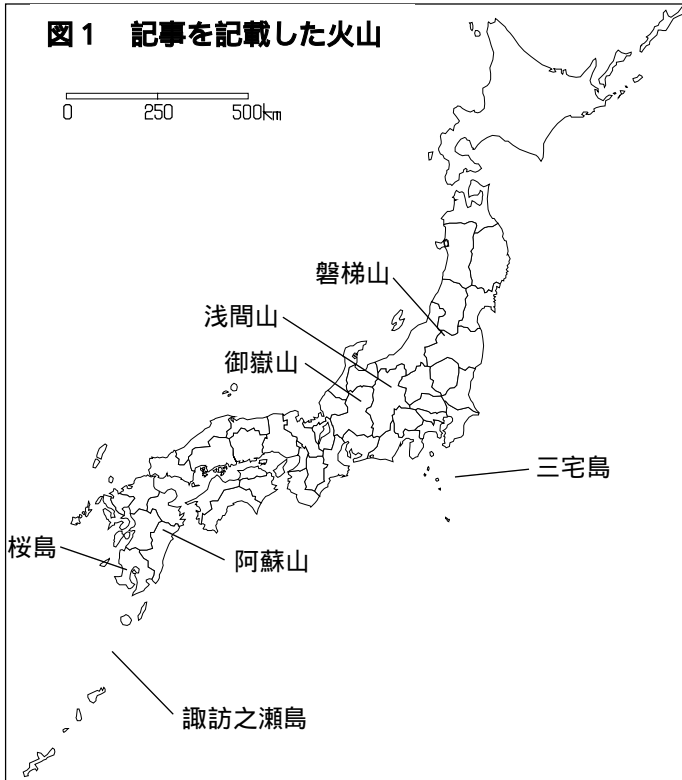 図1 記事を記載した火山
0 250 500km
磐梯山
浅間山
御嶽山
三宅島
桜島
阿蘇山
諏訪之瀬島